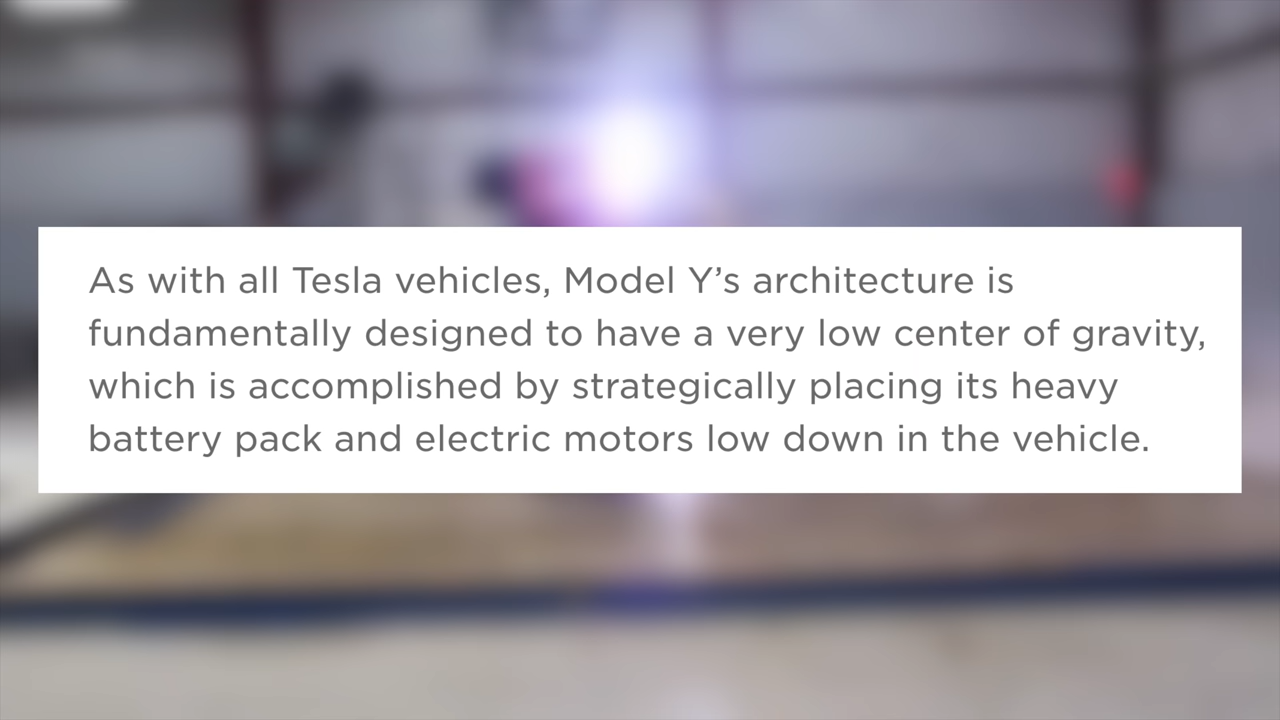 As with all Tesla vehicles, Model Y’s architecture is
fundamentally designed to have a very low center of gravity,
which is accomplished by strategically placing its heavy
battery pack and electric motors low down in the vehicle.